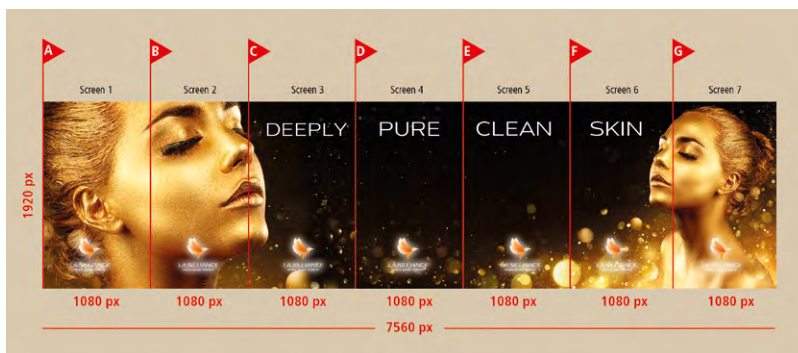 A B C D E F G
Screen 1 Screen 2 Screen 3 Screen 4 Screen 5 Screen 6 Screen 7
DEEPLY PURE CLEAN SKIN
1920 px
1080 px 1080 px 1080 px 1080 px 1080 px 1080 px 1080 px
7560 px